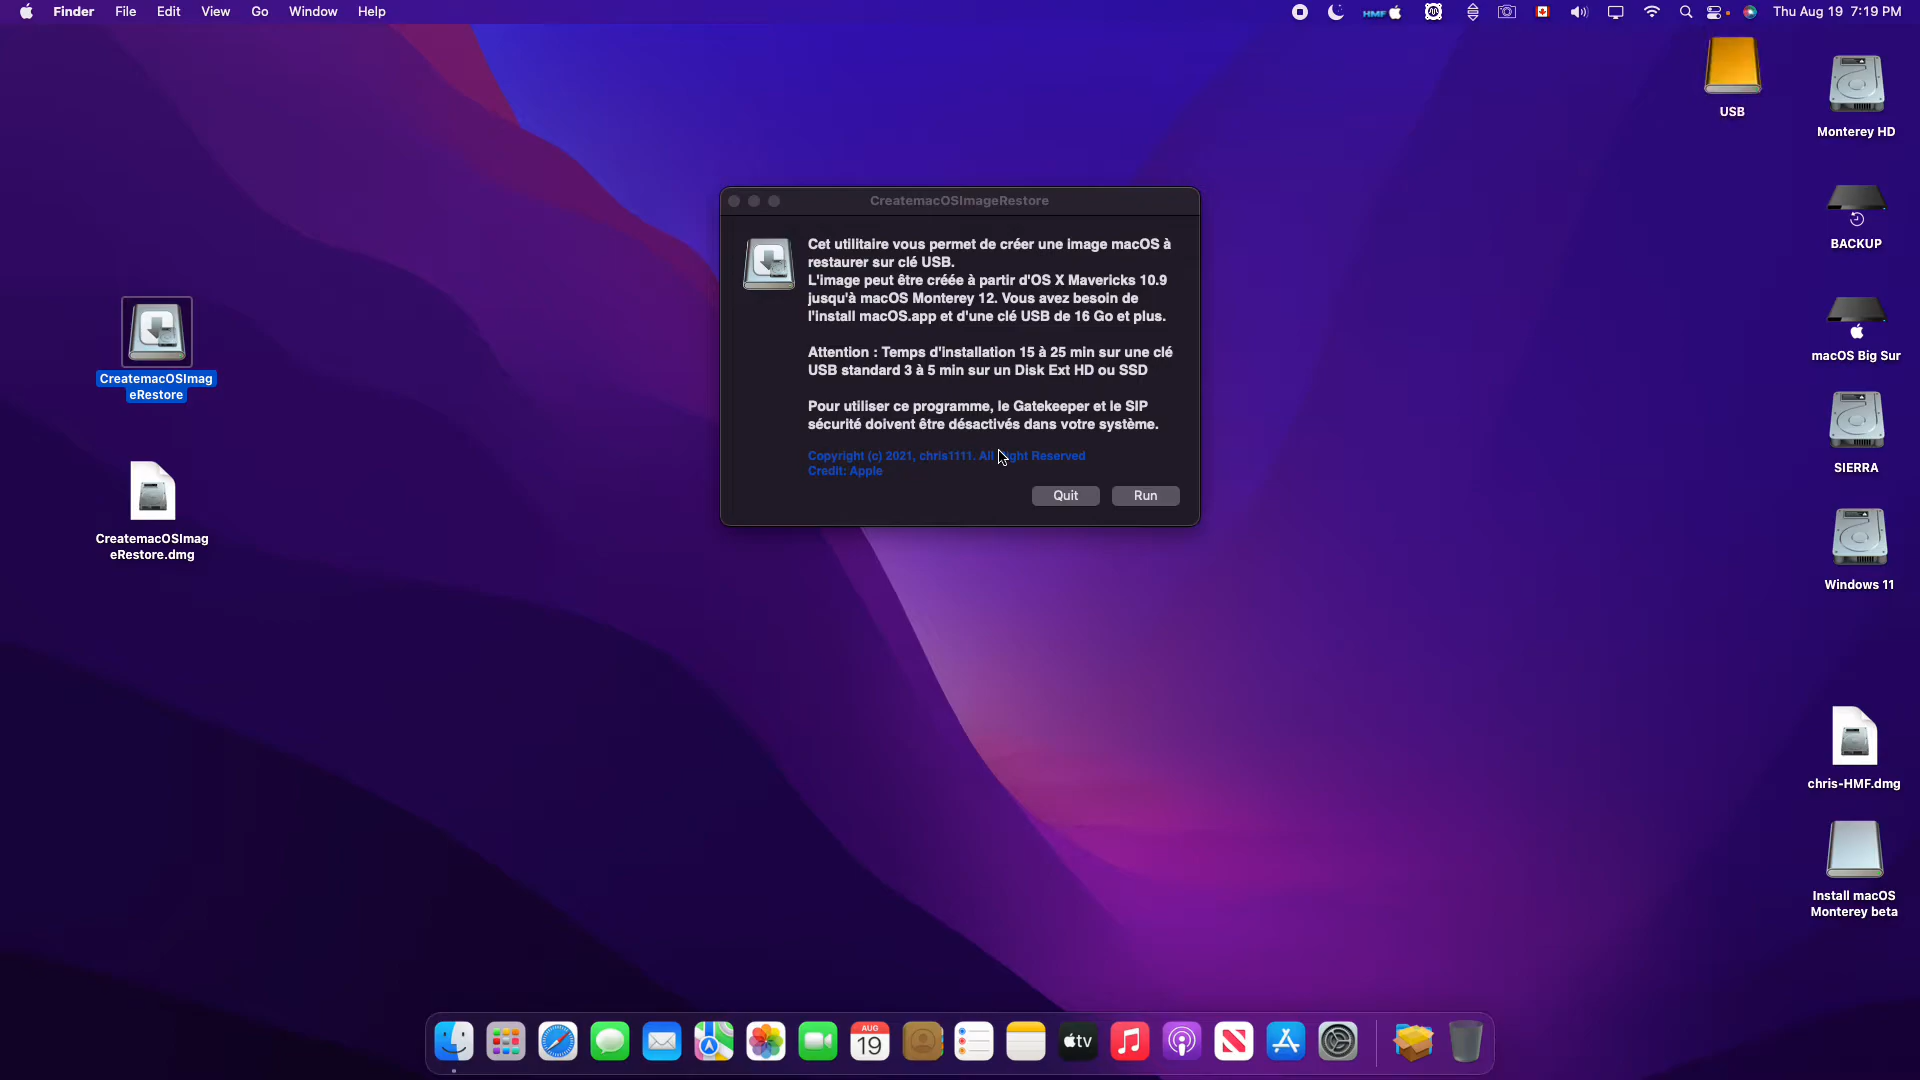 Finder File Edit View Go Window Help
HMF
Thu Aug 19 7:19 PM
USB
Monterey HD
BACKUP
macOS Big Sur
SIERRA
Windows 11
chris-HMF.dmg
Install macOS
Monterey beta
CreatemacOSImag
eRestore
CreatemacOSImag
eRestore.dmg
CreatemacOSImageRestore
Cet utilitaire vous permet de créer une image macOS à
restaurer sur clé USB.
L'image peut être créée à partir d'OS X Mavericks 10.9
jusqu'à macOS Monterey 12. Vous avez besoin de
l'install macOS.app et d'une clé USB de 16 Go et plus.
Attention : Temps d'installation 15 à 25 min sur une clé
USB standard 3 à 5 min sur un Disk Ext HD ou SSD
Pour utiliser ce programme, le Gatekeeper et le SIP
sécurité doivent être désactivés dans votre système.
Copyright (c) 2021, chris1111. All Right Reserved
Credit: Apple
Quit
Run
AUG
19
tv